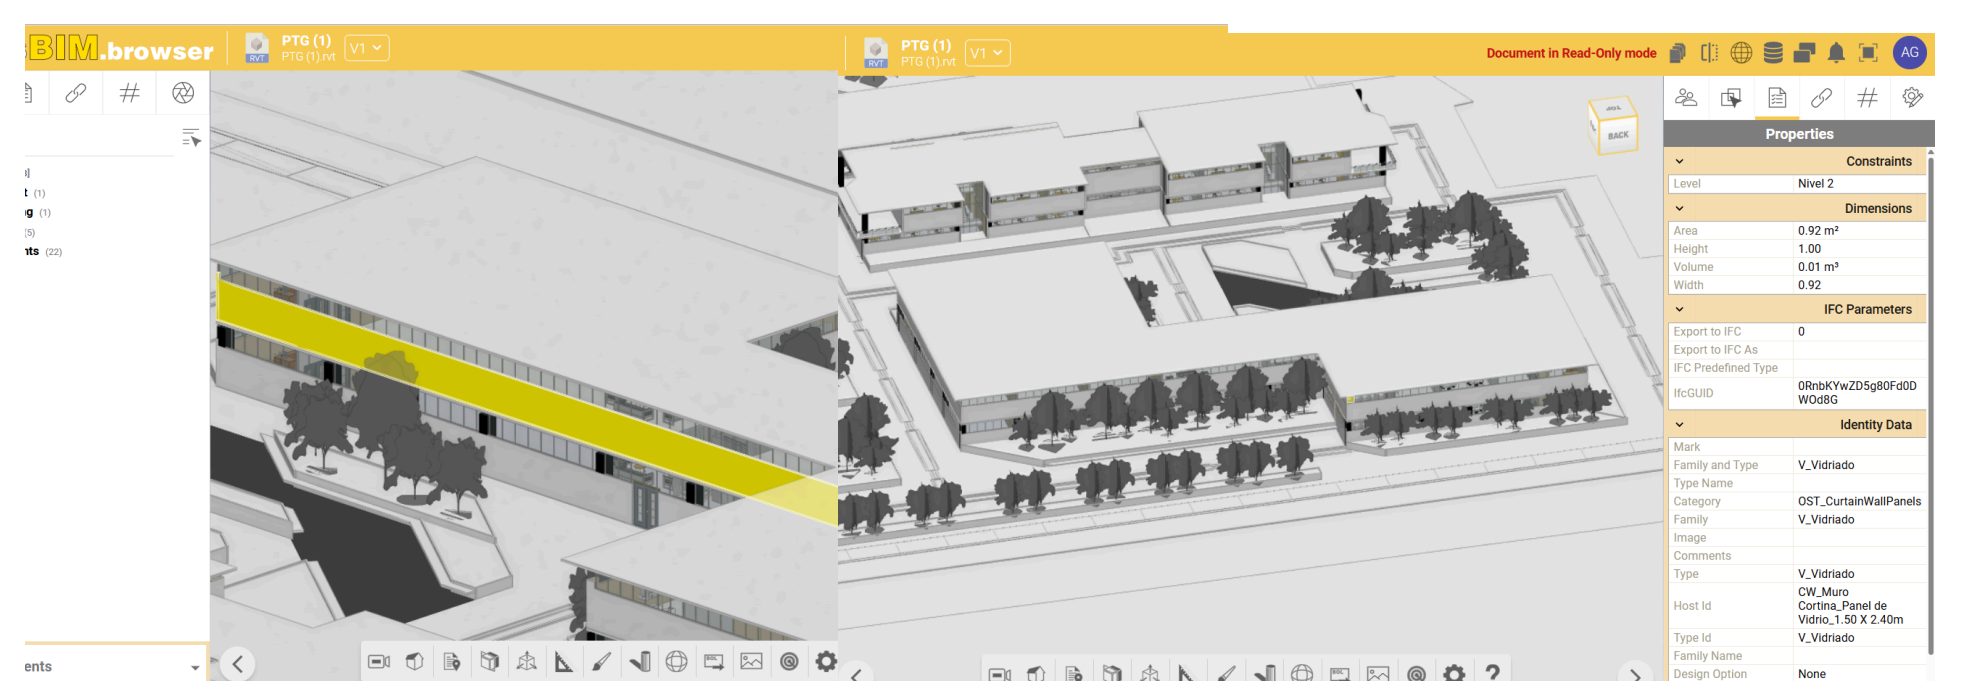 BIM.browser
RVT
PTG (1)
PTG (1).rvt
V1
(1)
(1)
(5)
(22)
RVT
PTG (1)
PTG (1).rvt
V1
Document in Read-Only mode
AG
TOP
BACK
Properties
Constraints
Level Nivel 2
Dimensions
Area 0.92 m²
Height 1.00
Volume 0.01 m³
Width 0.92
IFC Parameters
Export to IFC 0
Export to IFC As
IFC Predefined Type
IfcGUID 0RnbKYwZD5g80Fd0D
WOd8G
Identity Data
Mark
Family and Type V_Vidriado
Type Name
Category OST_CurtainWallPanels
Family V_Vidriado
Image
Comments
Type V_Vidriado
Host Id CW_Muro
Cortina_Panel de
Vidrio_1.50 X 2.40m
Type Id V_Vidriado
Family Name
Design Option None
ents